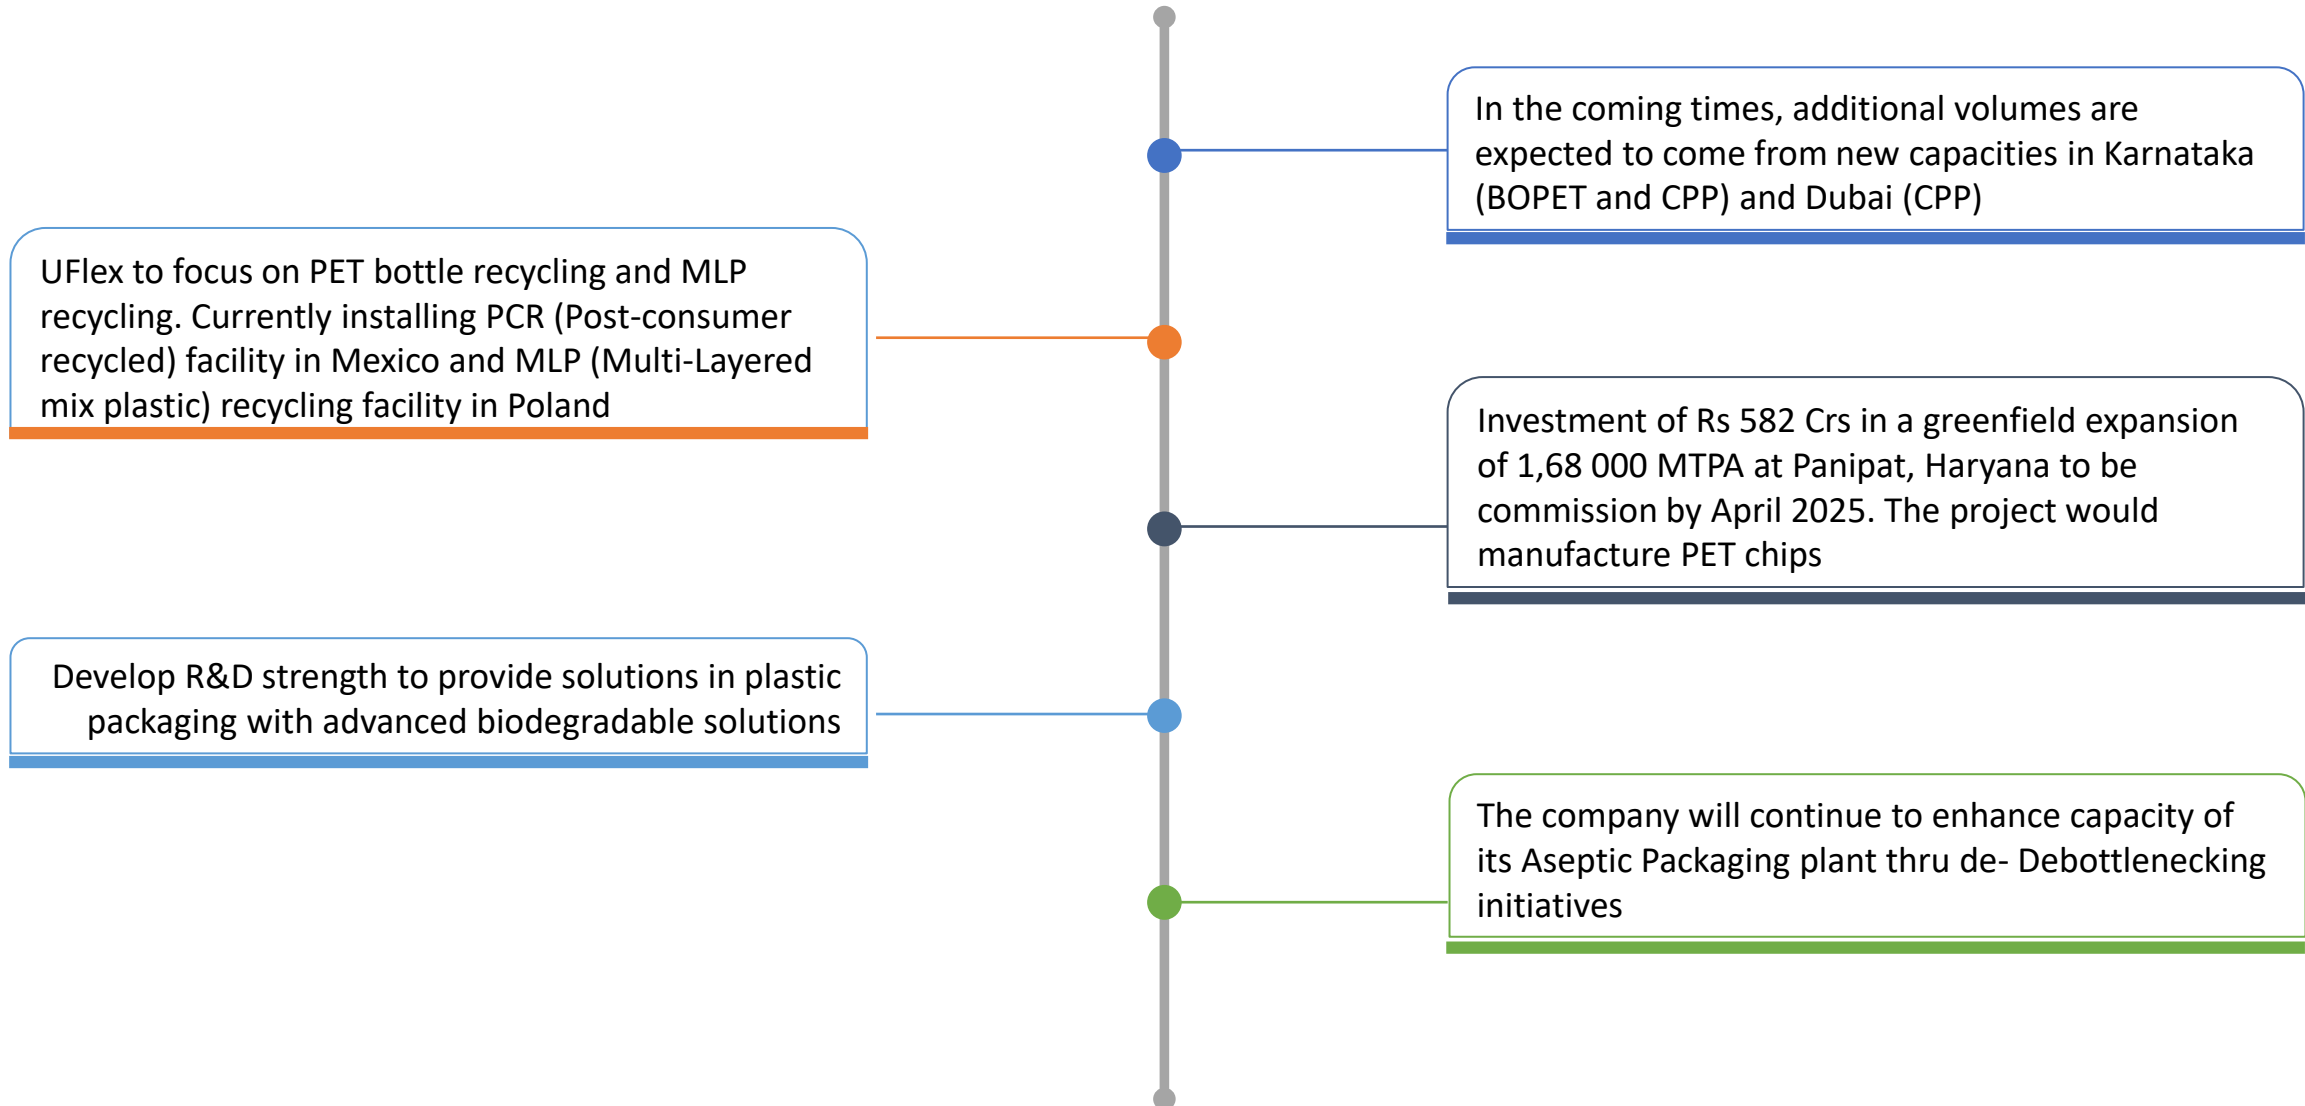 In the coming times, additional volumes are
expected to come from new capacities in Karnataka
(BOPET and CPP) and Dubai (CPP)
UFlex to focus on PET bottle recycling and MLP
recycling. Currently installing PCR (Post-consumer
recycled) facility in Mexico and MLP (Multi-Layered
mix plastic) recycling facility in Poland
Investment of Rs 582 Crs in a greenfield expansion
of 1,68 000 MTPA at Panipat, Haryana to be
commission by April 2025. The project would
manufacture PET chips
Develop R&D strength to provide solutions in plastic
packaging with advanced biodegradable solutions
The company will continue to enhance capacity of
its Aseptic Packaging plant thru de- Debottlenecking
initiatives